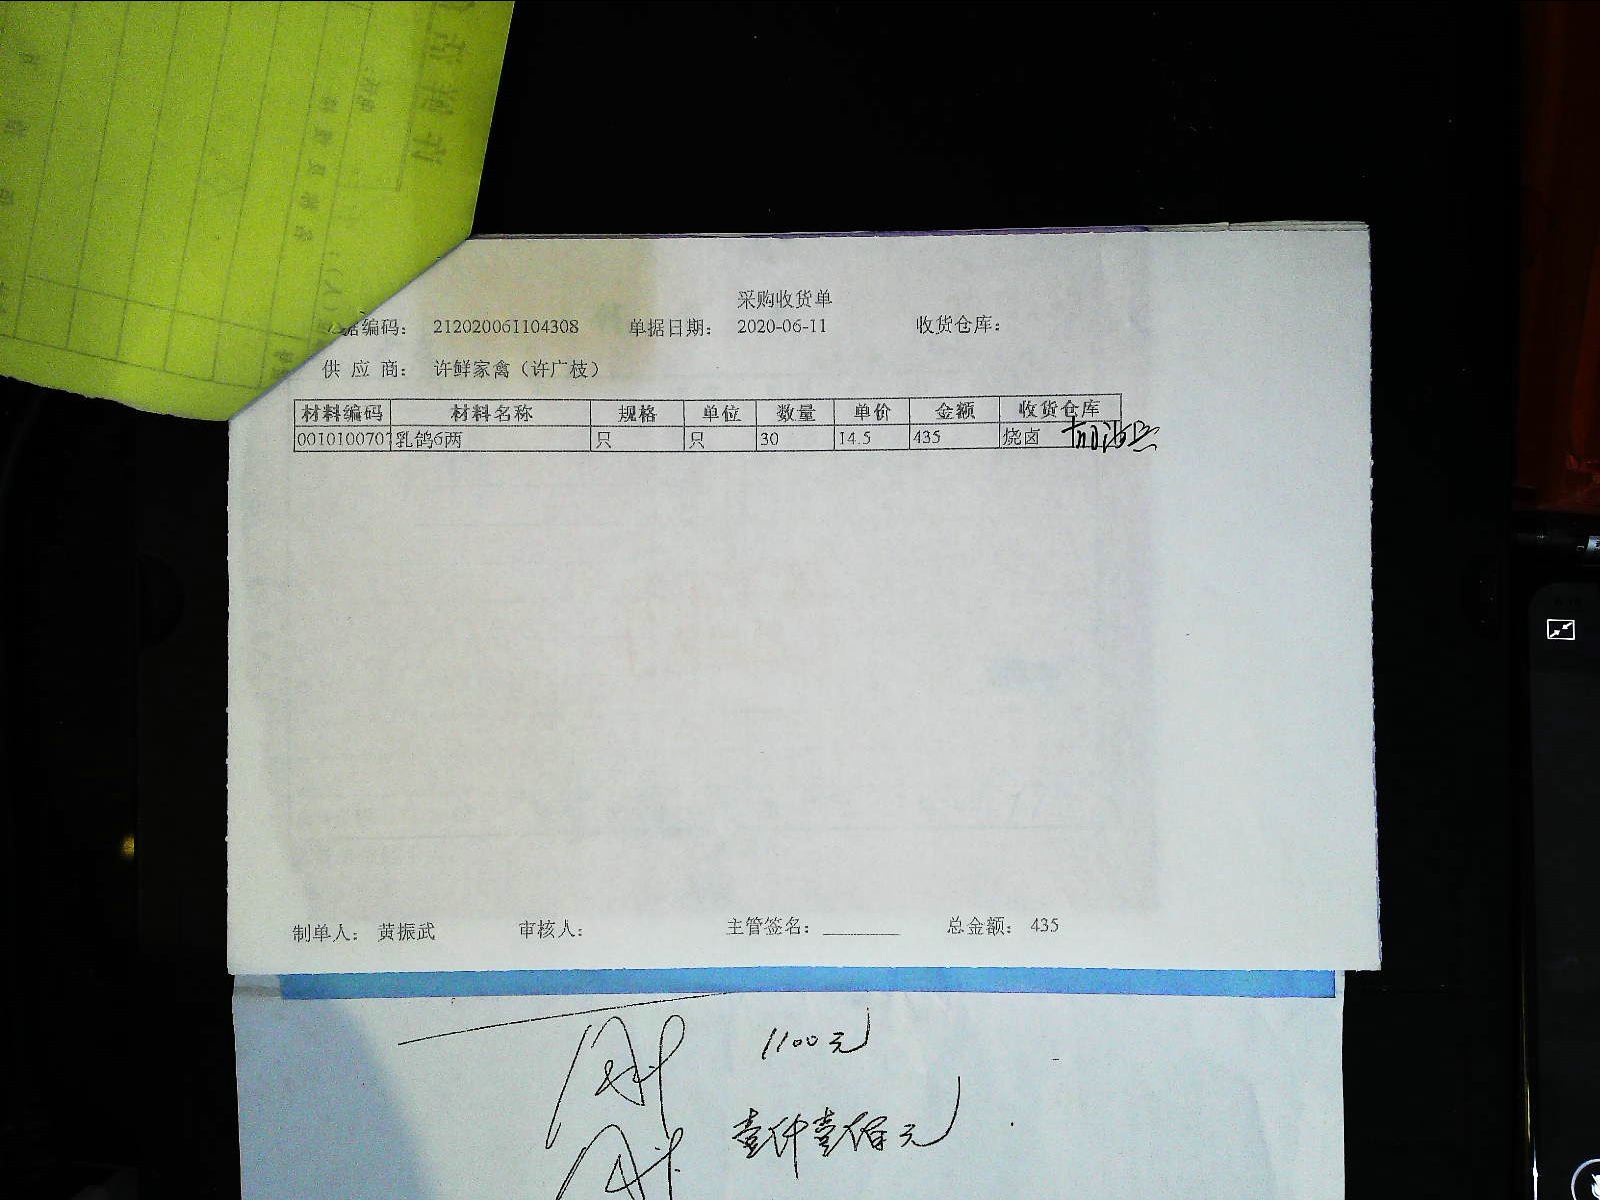 采购收货单
据编码： 212020061104308 单据日期： 2020-06-11 收货仓库：
供 应 商： 许鲜家禽（许广枝）
材料编码 材料名称 规格 单位 数量 单价 金额 收货仓库
0010100707 乳鸽6两 只 只 30 14.5 435 烧卤
制单人： 黄振武 审核人： 主管签名： 总金额： 435
1100元
壹仟壹佰元